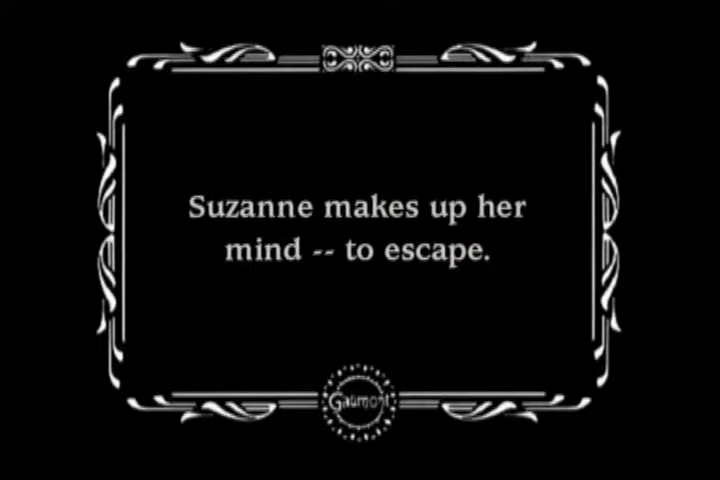 Suzanne makes up her
mind -- to escape.
Gaumont